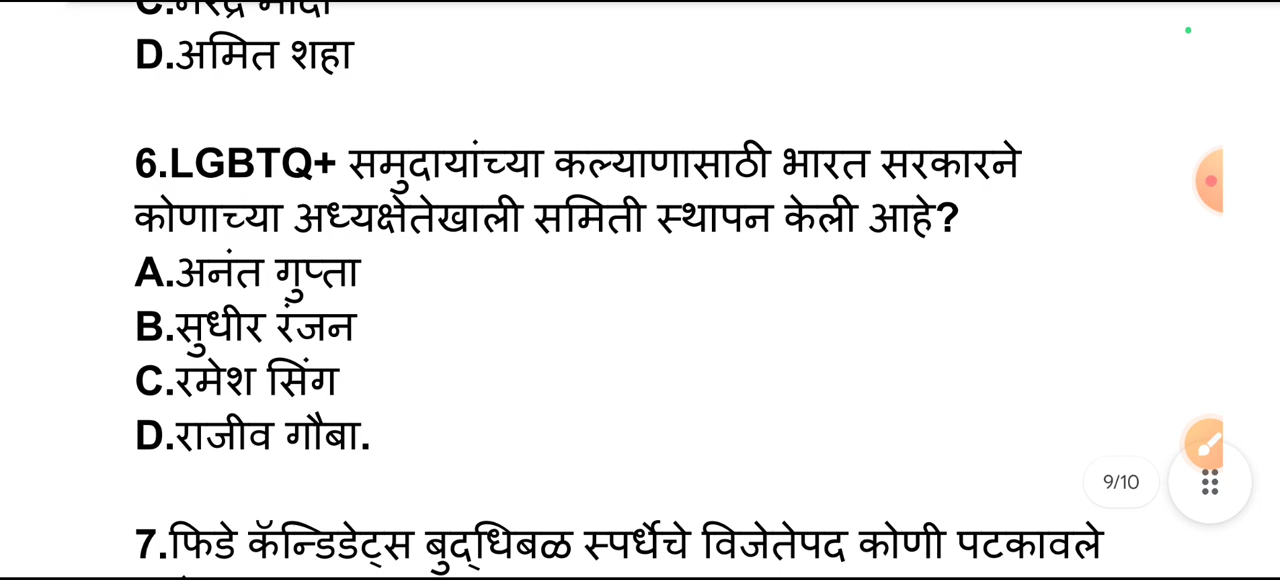 D.अमित शहा
6.LGBTQ+ समुदायांच्या कल्याणासाठी भारत सरकारने
कोणाच्या अध्यक्षेतेखाली समिती स्थापन केली आहे?
A.अनंत गुप्ता
B.सुधीर रंजन
C.रमेश सिंग
D.राजीव गौबा.
9/10
7.फिडे कॅन्डिडेट्स बुद्धिबळ स्पर्धेचे विजेतेपद कोणी पटकावले